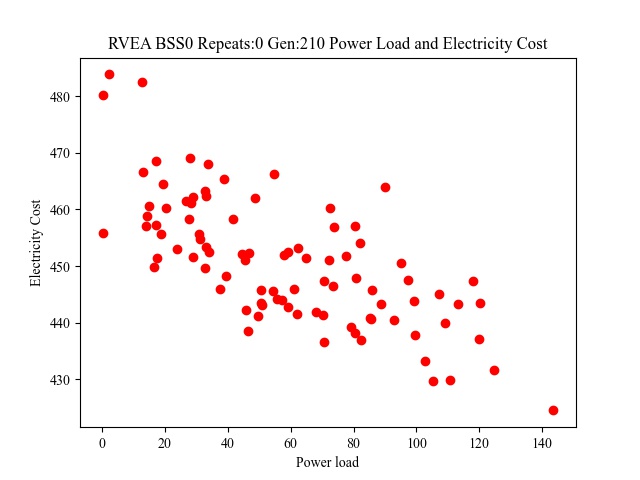 RVEA BSS0 Repeats:0 Gen:210 Power Load and Electricity Cost
480
470
460
450
440
430
Electricity Cost
0 20 40 60 80 100 120 140
Power load